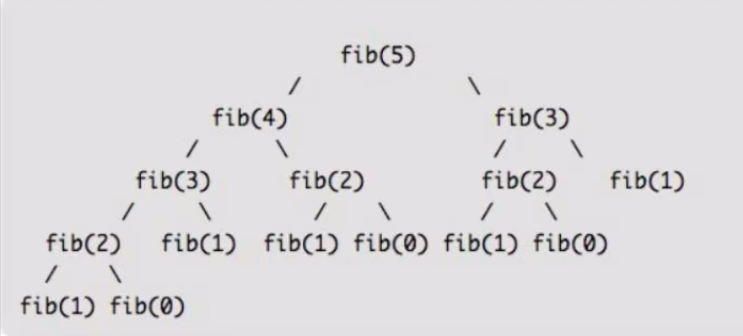 fib(5)
/ \
fib(4) fib(3)
/ \ / \
fib(3) fib(2) fib(2) fib(1)
/ \ / \ / \
fib(2) fib(1) fib(1) fib(0) fib(1) fib(0)
/ \
fib(1) fib(0)